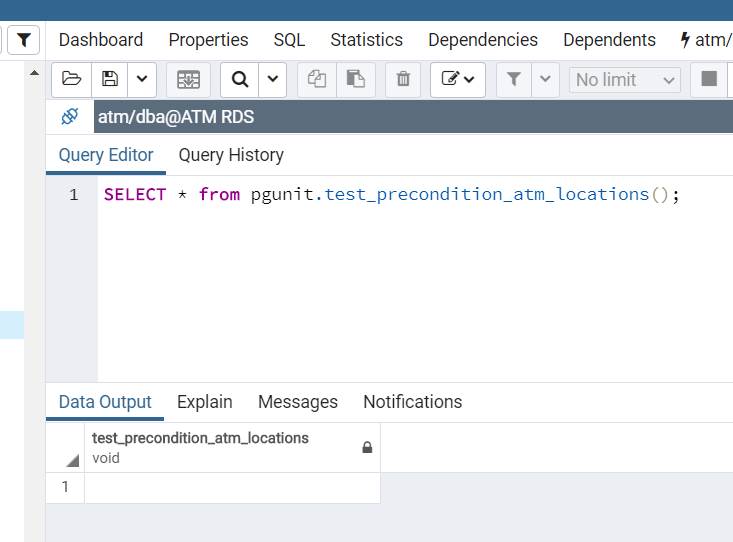 Dashboard Properties SQL Statistics Dependencies Dependents atm/
No limit
atm/dba@ATM RDS
Query Editor Query History
1 SELECT * from pgunit.test_precondition_atm_locations();
Data Output Explain Messages Notifications
test_precondition_atm_locations
void
1